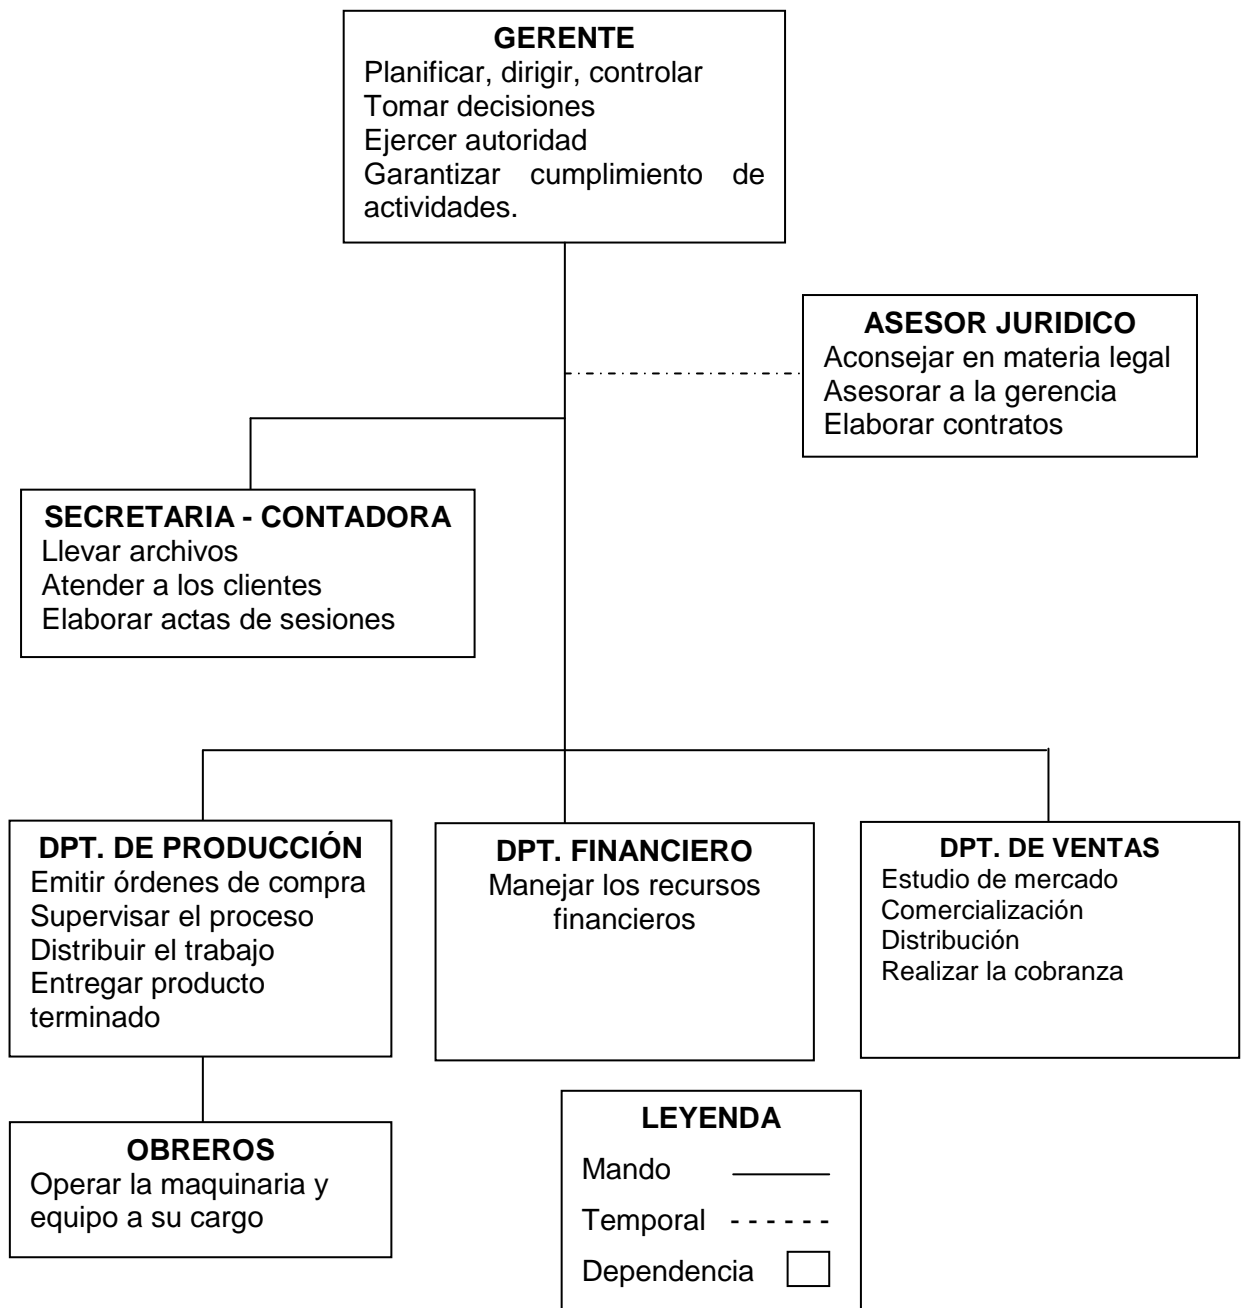 GERENTE
Planificar, dirigir, controlar
Tomar decisiones
Ejercer autoridad
Garantizar cumplimiento de
actividades.
ASESOR JURIDICO
Aconsejar en materia legal
Asesorar a la gerencia
Elaborar contratos
SECRETARIA - CONTADORA
Llevar archivos
Atender a los clientes
Elaborar actas de sesiones
DPT. DE PRODUCCIÓN
Emitir órdenes de compra
Supervisar el proceso
Distribuir el trabajo
Entregar producto
terminado
DPT. FINANCIERO
Manejar los recursos
financieros
DPT. DE VENTAS
Estudio de mercado
Comercialización
Distribución
Realizar la cobranza
OBREROS
Operar la maquinaria y
equipo a su cargo
LEYENDA
Mando
Temporal
Dependencia